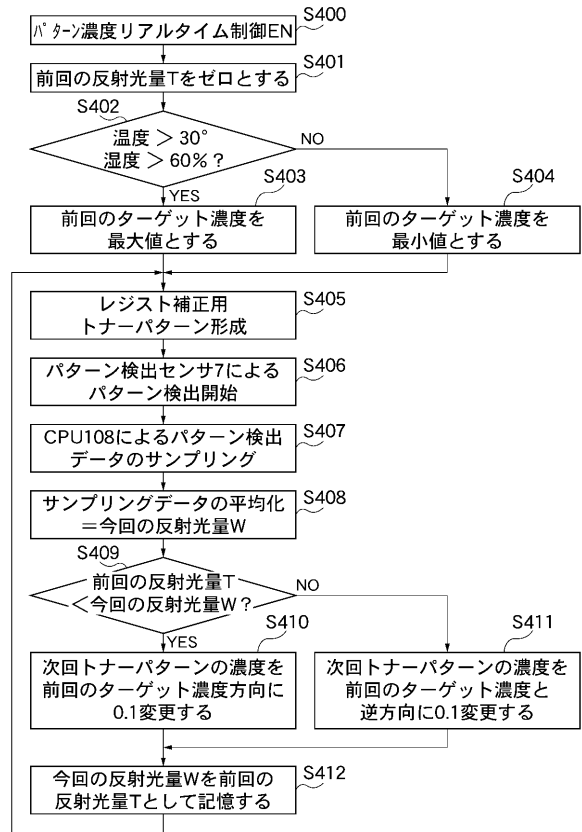 S400
ﾊﾟﾀｰﾝ濃度リアルタイム制御EN
S401
前回の反射光量Tをゼロとする
S402
温度 > 30°
湿度 > 60%?
NO
YES
S403
前回のターゲット濃度を
最大値とする
S404
前回のターゲット濃度を
最小値とする
S405
レジスト補正用
トナーパターン形成
S406
パターン検出センサ7による
パターン検出開始
S407
CPU108によるパターン検出
データのサンプリング
S408
サンプリングデータの平均化
=今回の反射光量W
S409
前回の反射光量T
<今回の反射光量W?
NO
YES
S410
次回トナーパターンの濃度を
前回のターゲット濃度方向に
0.1変更する
S411
次回トナーパターンの濃度を
前回のターゲット濃度と
逆方向に0.1変更する
S412
今回の反射光量Wを前回の
反射光量Tとして記憶する